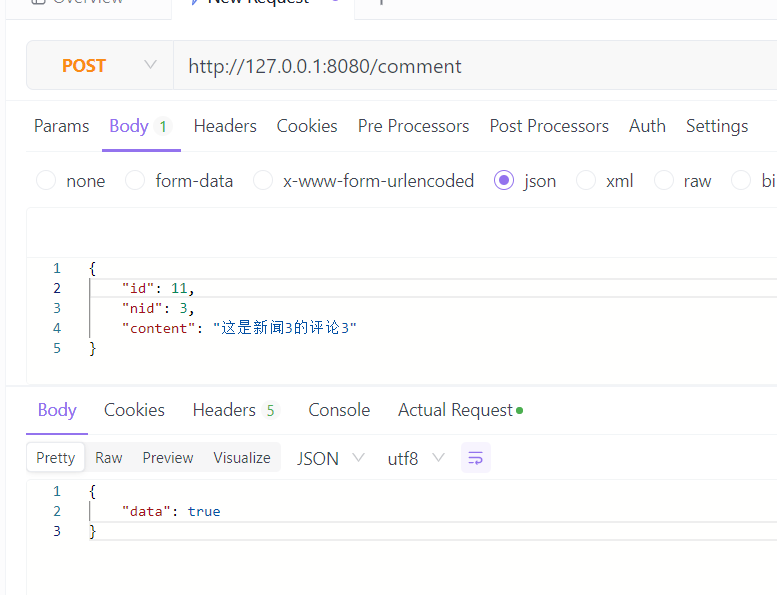 Overview New Request +
POST http://127.0.0.1:8080/comment
Params Body 1 Headers Cookies Pre Processors Post Processors Auth Settings
none form-data x-www-form-urlencoded json xml raw bi
1 {
2 "id": 11,
3 "nid": 3,
4 "content": "这是新闻3的评论3"
5 }
Body Cookies Headers 5 Console Actual Request
Pretty Raw Preview Visualize JSON utf8
1 {
2 "data": true
3 }